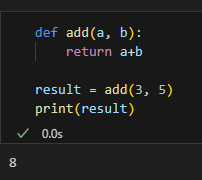 def add(a, b):
    return a+b
result = add(3, 5)
print(result)
0.0s
8